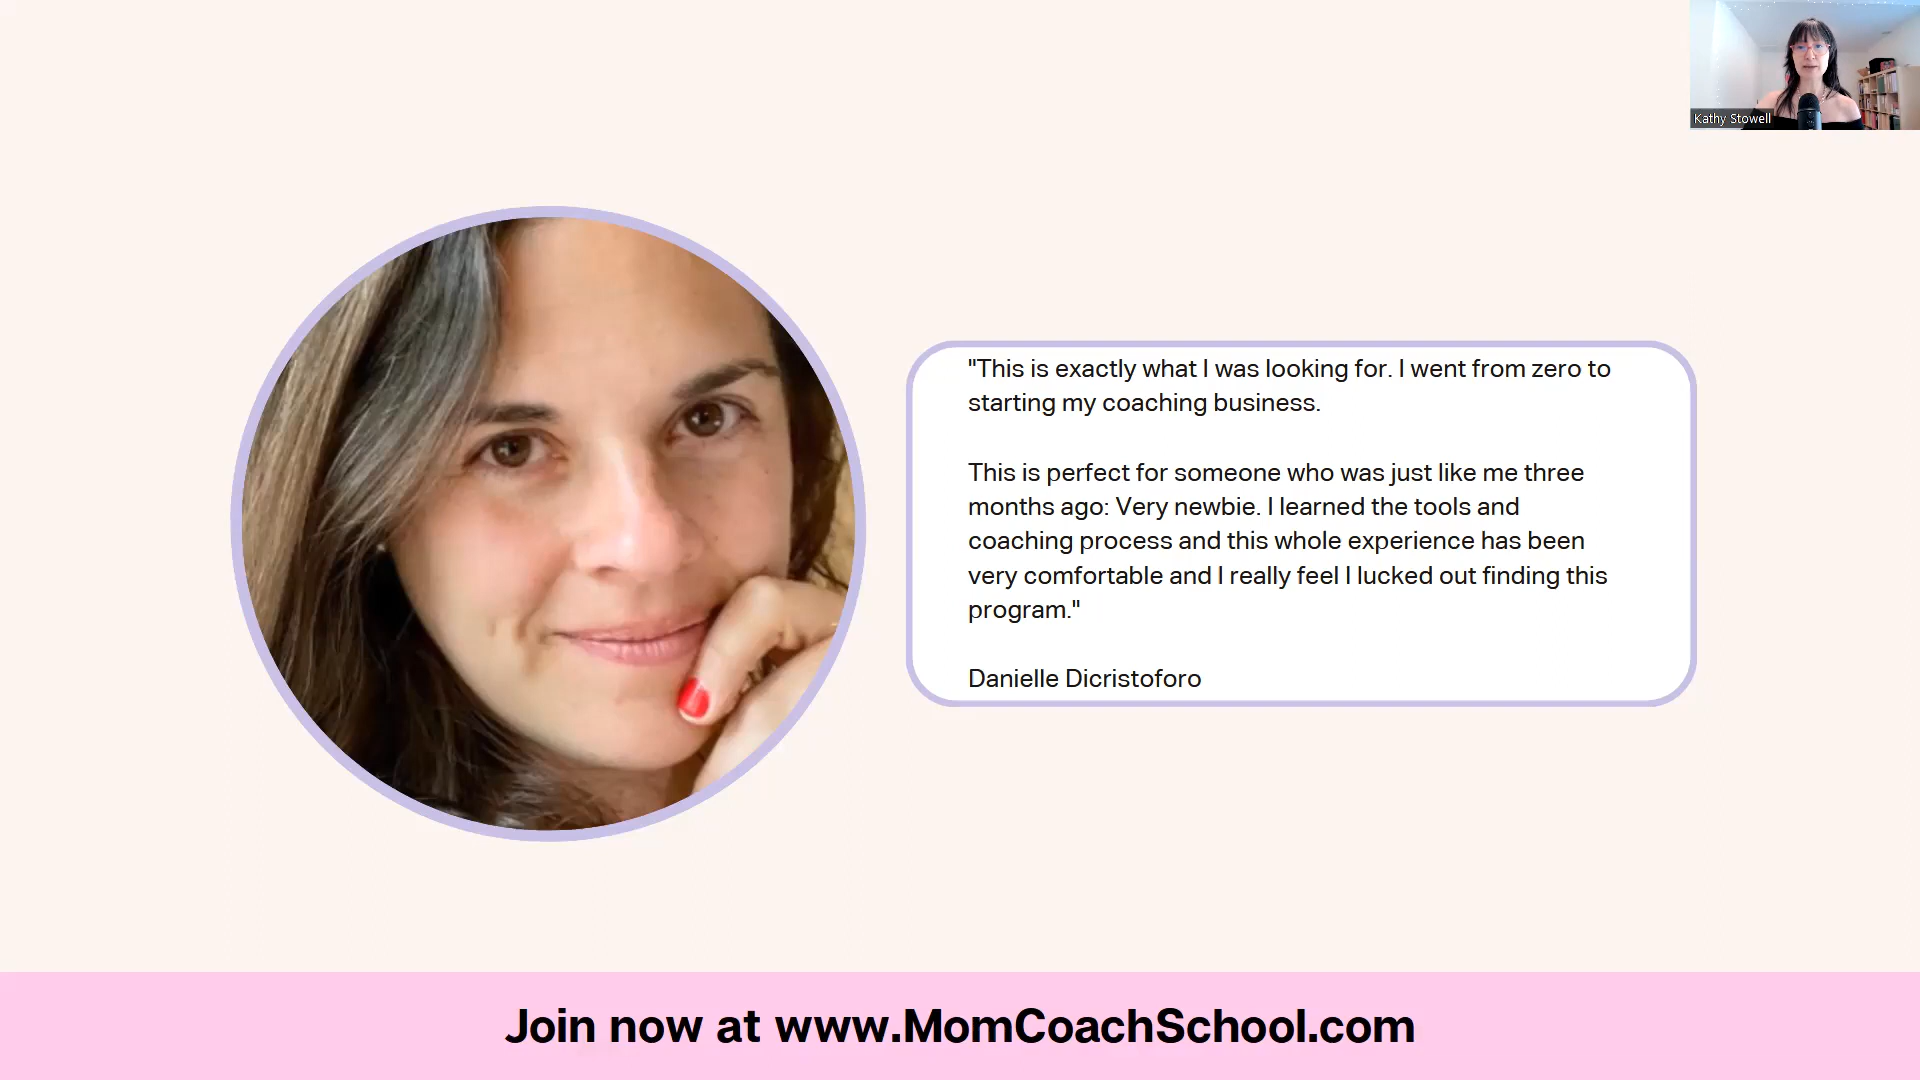 Kathy Stowell
"This is exactly what I was looking for. I went from zero to
starting my coaching business.
This is perfect for someone who was just like me three
months ago: Very newbie. I learned the tools and
coaching process and this whole experience has been
very comfortable and I really feel I lucked out finding this
program."
Danielle Dicristoforo
Join now at www.MomCoachSchool.com